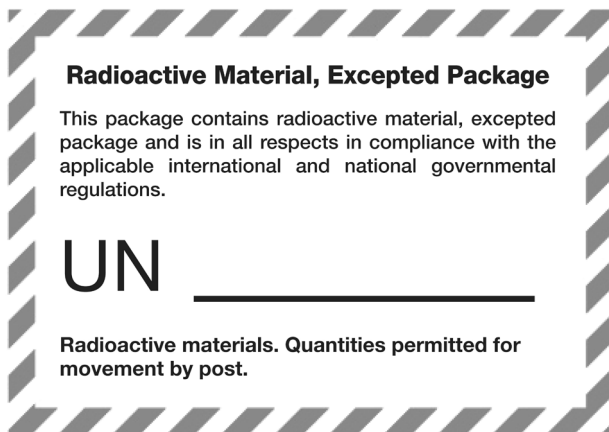 Radioactive Material, Excepted Package
This package contains radioactive material, excepted
package and is in all respects in compliance with the
applicable international and national governmental
regulations.
UN
Radioactive materials. Quantities permitted for
movement by post.